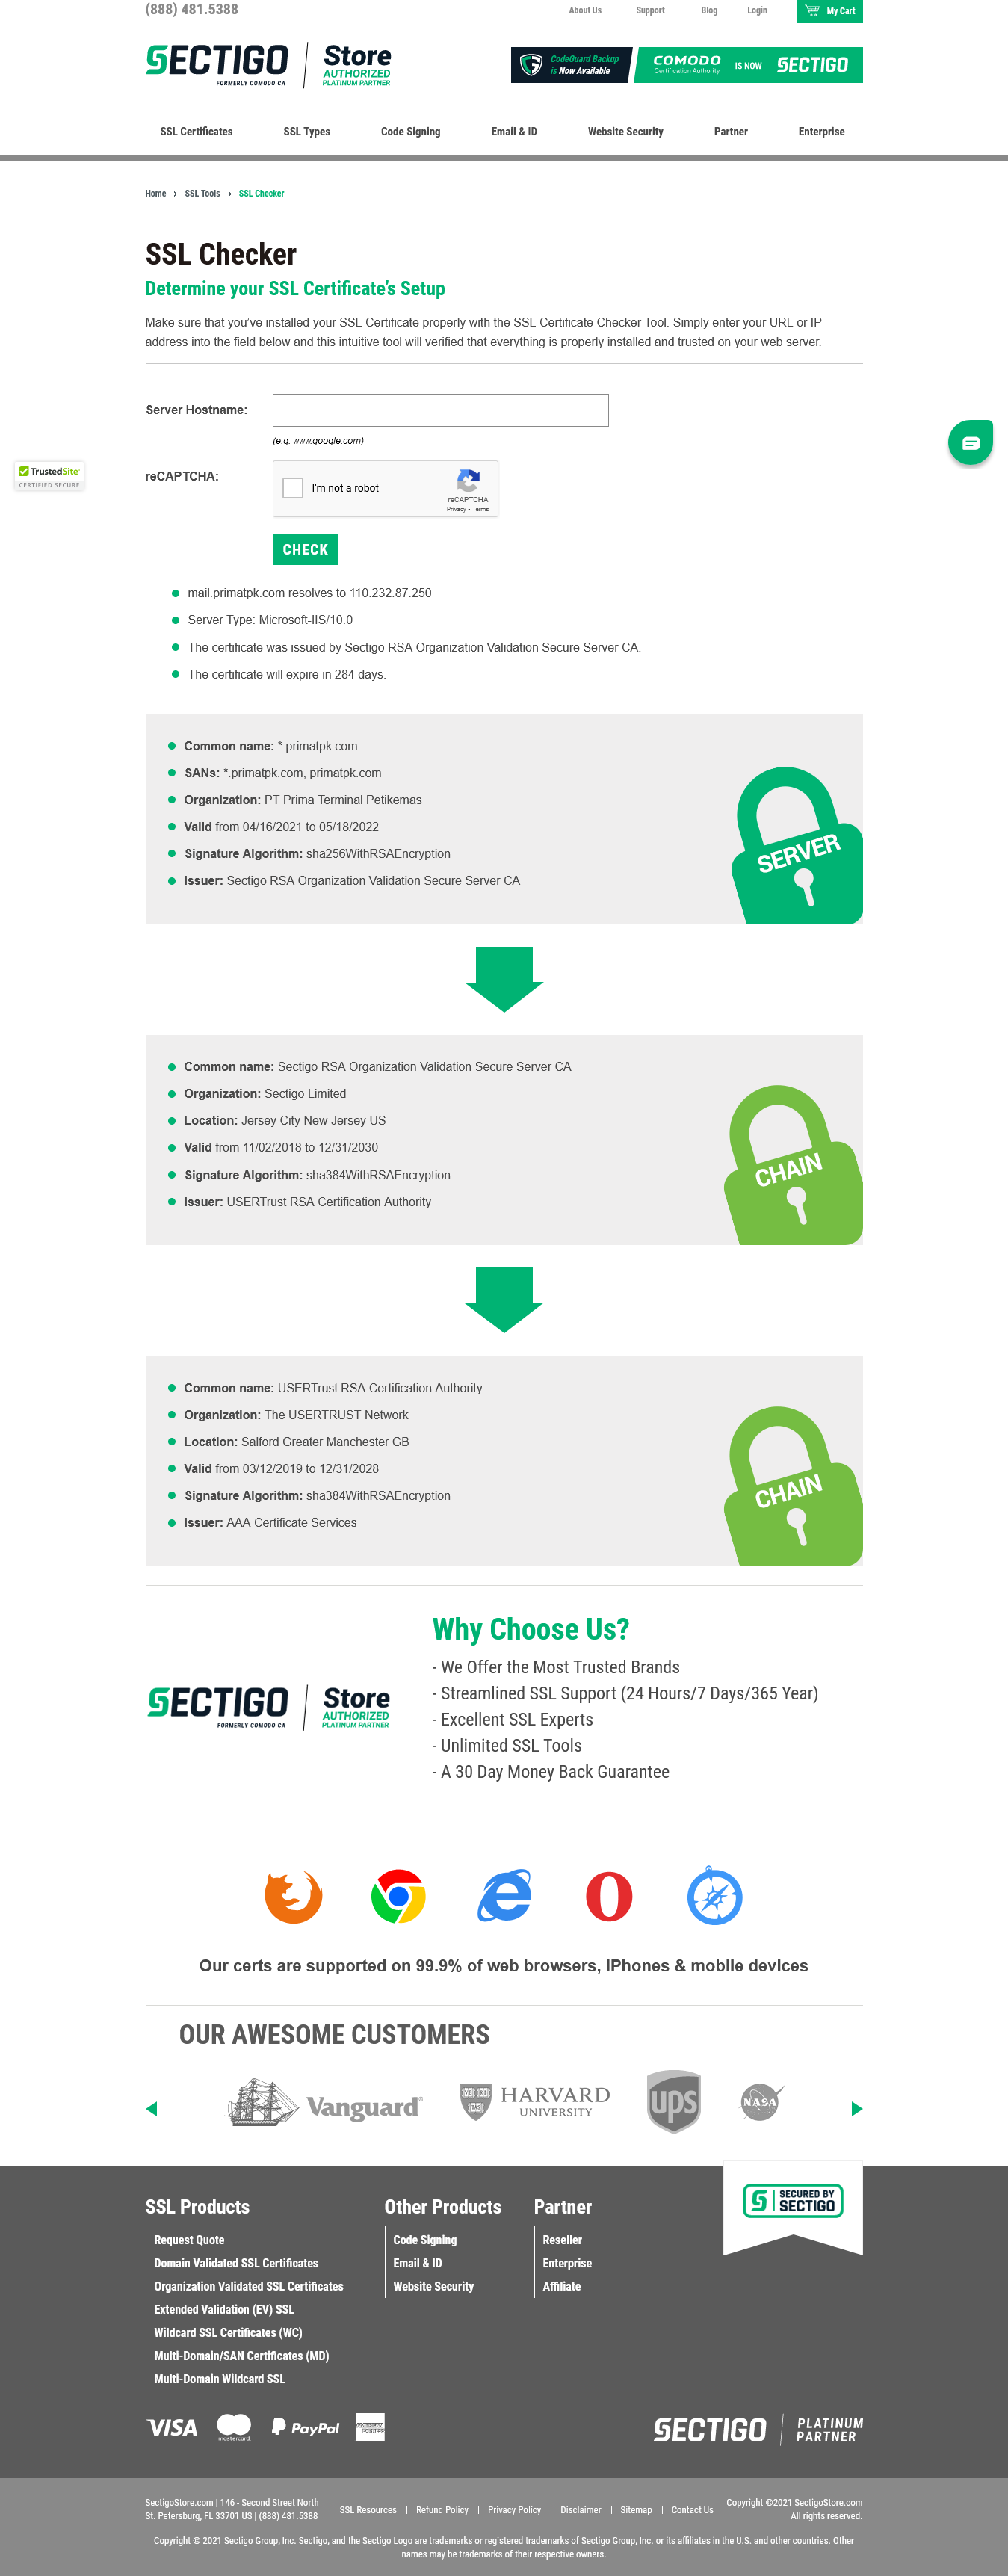 (888) 481.5388
About Us
Support
Blog
Login
My Cart
SECTIGO
FORMERLY COMODO CA
Store
AUTHORIZED
PLATINUM PARTNER
CodeGuard Backup
is Now Available
COMODO
Certification Authority
IS NOW
SECTIGO
SSL Certificates
SSL Types
Code Signing
Email & ID
Website Security
Partner
Enterprise
Home > SSL Tools > SSL Checker
SSL Checker
Determine your SSL Certificate’s Setup
Make sure that you’ve installed your SSL Certificate properly with the SSL Certificate Checker Tool. Simply enter your URL or IP
address into the field below and this intuitive tool will verified that everything is properly installed and trusted on your web server.
Server Hostname:
(e.g. www.google.com)
TrustedSite
CERTIFIED SECURE
reCAPTCHA:
I'm not a robot
reCAPTCHA
Privacy - Terms
CHECK
mail.primatpk.com resolves to 110.232.87.250
Server Type: Microsoft-IIS/10.0
The certificate was issued by Sectigo RSA Organization Validation Secure Server CA.
The certificate will expire in 284 days.
Common name: *.primatpk.com
SANs: *.primatpk.com, primatpk.com
Organization: PT Prima Terminal Petikemas
Valid from 04/16/2021 to 05/18/2022
Signature Algorithm: sha256WithRSAEncryption
Issuer: Sectigo RSA Organization Validation Secure Server CA
SERVER
Common name: Sectigo RSA Organization Validation Secure Server CA
Organization: Sectigo Limited
Location: Jersey City New Jersey US
Valid from 11/02/2018 to 12/31/2030
Signature Algorithm: sha384WithRSAEncryption
Issuer: USERTrust RSA Certification Authority
CHAIN
Common name: USERTrust RSA Certification Authority
Organization: The USERTRUST Network
Location: Salford Greater Manchester GB
Valid from 03/12/2019 to 12/31/2028
Signature Algorithm: sha384WithRSAEncryption
Issuer: AAA Certificate Services
CHAIN
SECTIGO
FORMERLY COMODO CA
Store
AUTHORIZED
PLATINUM PARTNER
Why Choose Us?
- We Offer the Most Trusted Brands
- Streamlined SSL Support (24 Hours/7 Days/365 Year)
- Excellent SSL Experts
- Unlimited SSL Tools
- A 30 Day Money Back Guarantee
Our certs are supported on 99.9% of web browsers, iPhones & mobile devices
OUR AWESOME CUSTOMERS
Vanguard
HARVARD
UNIVERSITY
ups
NASA
SECURED BY
SECTIGO
SSL Products
Request Quote
Domain Validated SSL Certificates
Organization Validated SSL Certificates
Extended Validation (EV) SSL
Wildcard SSL Certificates (WC)
Multi-Domain/SAN Certificates (MD)
Multi-Domain Wildcard SSL
Other Products
Code Signing
Email & ID
Website Security
Partner
Reseller
Enterprise
Affiliate
VISA
mastercard
PayPal
AMERICAN
EXPRESS
SECTIGO
PLATINUM
PARTNER
SectigoStore.com | 146 - Second Street North
St. Petersburg, FL 33701 US | (888) 481.5388
SSL Resources | Refund Policy | Privacy Policy | Disclaimer | Sitemap | Contact Us
Copyright ©2021 SectigoStore.com
All rights reserved.
Copyright © 2021 Sectigo Group, Inc. Sectigo, and the Sectigo Logo are trademarks or registered trademarks of Sectigo Group, Inc. or its affiliates in the U.S. and other countries. Other
names may be trademarks of their respective owners.